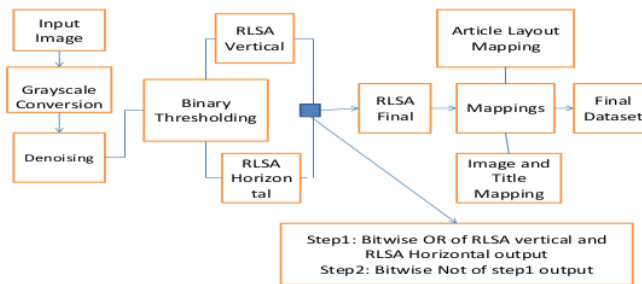 Input
Image
Grayscale
Conversion
Denoising
Binary
Thresholding
RLSA
Vertical
RLSA
Horizon
tal
RLSA
Final
Article Layout
Mapping
Mappings
Image and
Title
Mapping
Final
Dataset
Step1: Bitwise OR of RLSA vertical and
RLSA Horizontal output
Step2: Bitwise Not of step1 output